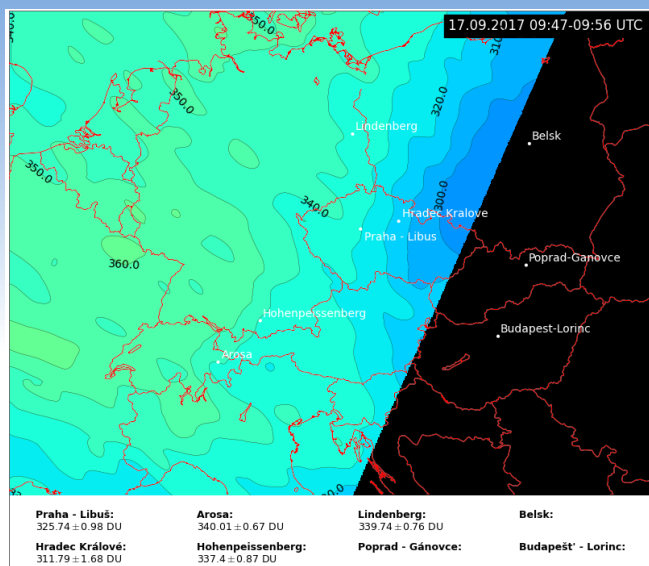 17.09.2017 09:47-09:56 UTC
340.0
350.0
310
350.0
320.0
Lindenberg
Belsk
350.0
300.0
340.0
Hradec Kralove
Praha - Libus
360.0
Poprad-Ganovce
Hohenpeissenberg
Budapest-Lorinc
Arosa
Praha - Libuš: Arosa: Lindenberg: Belsk:
325.74±0.98 DU 340.01±0.67 DU 339.74±0.76 DU
Hradec Králové: Hohenpeissenberg: Poprad - Gánovce: Budapešt' - Lorinc:
311.79±1.68 DU 337.4±0.87 DU